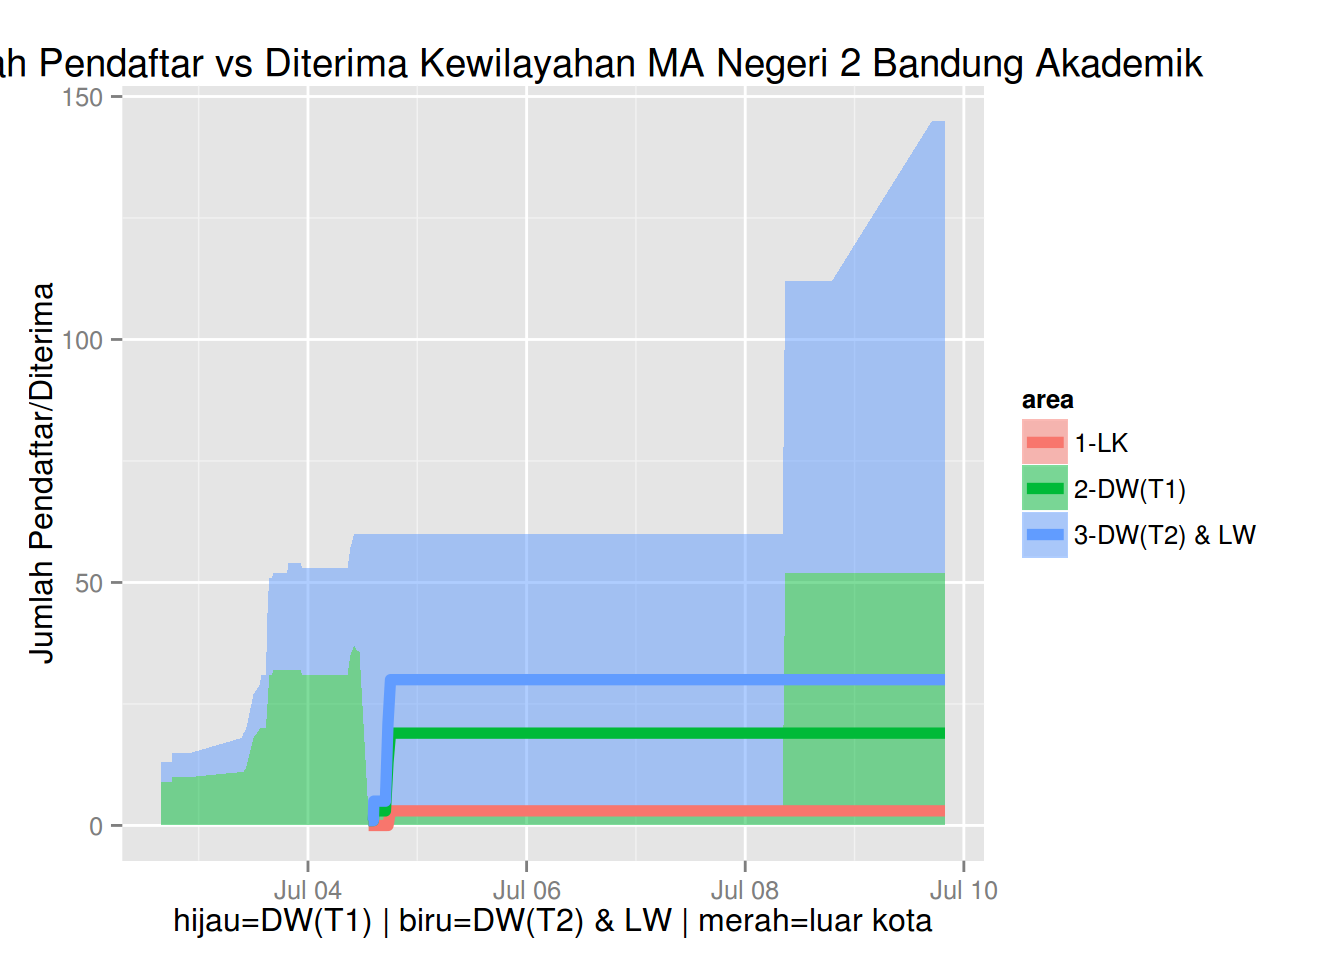 ah Pendaftar vs Diterima Kewilayahan MA Negeri 2 Bandung Akademik
150
100
50
0
Jumlah Pendaftar/Diterima
Jul 04
Jul 06
Jul 08
Jul 10
hijau=DW(T1) | biru=DW(T2) & LW | merah=luar kota
area
1-LK
2-DW(T1)
3-DW(T2) & LW